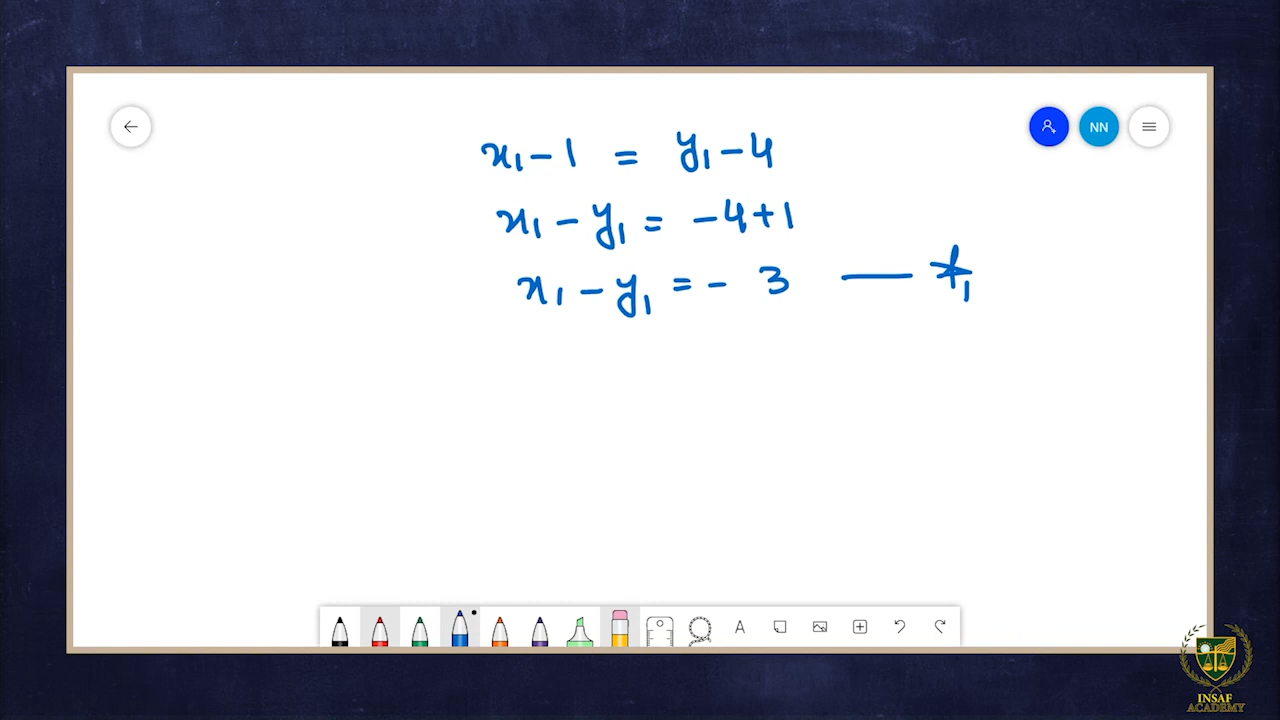 NN
x₁ - 1 = y₁ - 4
x₁ - y₁ = -4 + 1
x₁ - y₁ = - 3 — *₁
A
INSAF
ACADEMY